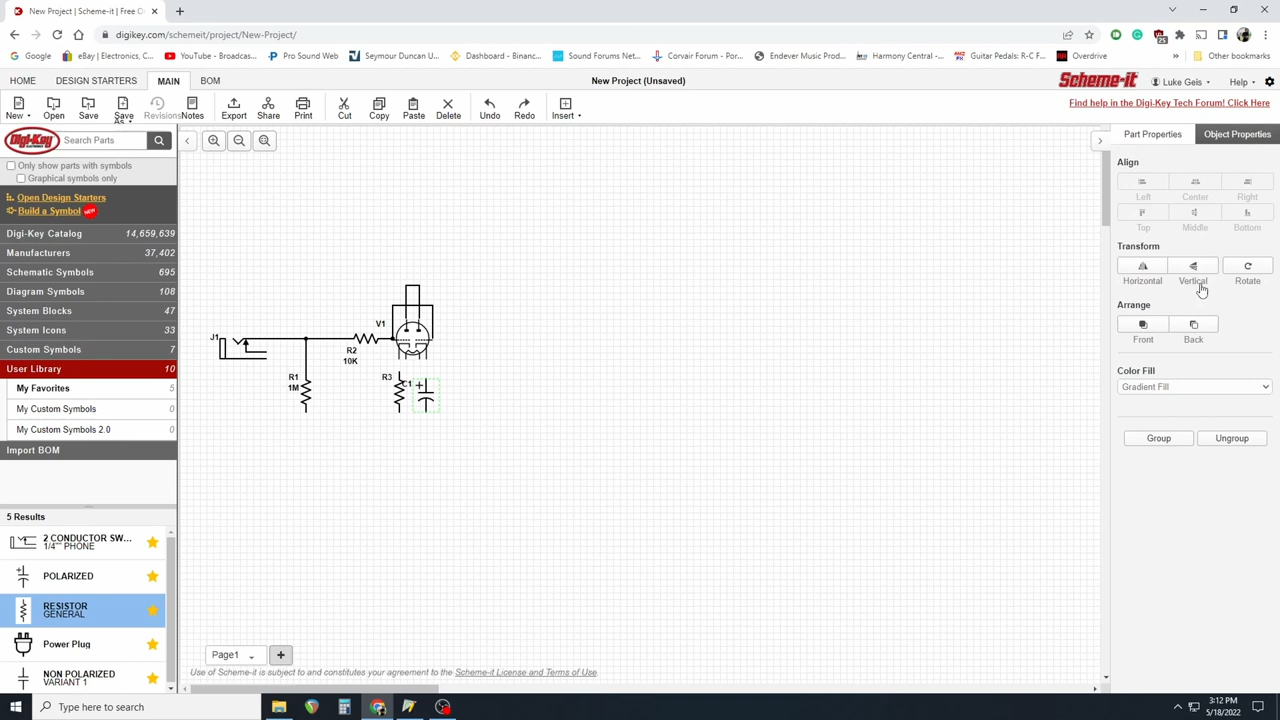 New Project | Scheme-it | Free O
digikey.com/schemeit/project/New-Project/
Google
eBay | Electronics, C...
YouTube - Broadcas...
Pro Sound Web
Seymour Duncan U...
Dashboard - Binanc...
Sound Forums Net...
Corvair Forum - Por...
Endever Music Prod...
Harmony Central -...
Guitar Pedals: R-C F...
Overdrive
»
Other bookmarks
HOME
DESIGN STARTERS
MAIN
BOM
New Project (Unsaved)
Scheme-it
Luke Geis
Help
New
Open
Save
Save As
Revisions
Notes
Export
Share
Print
Cut
Copy
Paste
Delete
Undo
Redo
Insert
Find help in the Digi-Key Tech Forum! Click Here
Digi-Key
Search Parts
Only show parts with symbols
Graphical symbols only
Open Design Starters
Build a Symbol NEW
Digi-Key Catalog 14,659,639
Manufacturers 37,402
Schematic Symbols 695
Diagram Symbols 108
System Blocks 47
System Icons 33
Custom Symbols 7
User Library 10
My Favorites 5
My Custom Symbols 0
My Custom Symbols 2.0 0
Import BOM
5 Results
2 CONDUCTOR SW...
1/4"" PHONE
POLARIZED
RESISTOR
GENERAL
Power Plug
NON POLARIZED
VARIANT 1
V1
J1
R2
10K
R1
1M
R3
C1
+
Page1
+
Use of Scheme-it is subject to and constitutes your agreement to the Scheme-it License and Terms of Use.
Part Properties
Object Properties
Align
Left
Center
Right
Top
Middle
Bottom
Transform
Horizontal
Vertical
Rotate
Arrange
Front
Back
Color Fill
Gradient Fill
Group
Ungroup
Type here to search
3:12 PM
5/18/2022